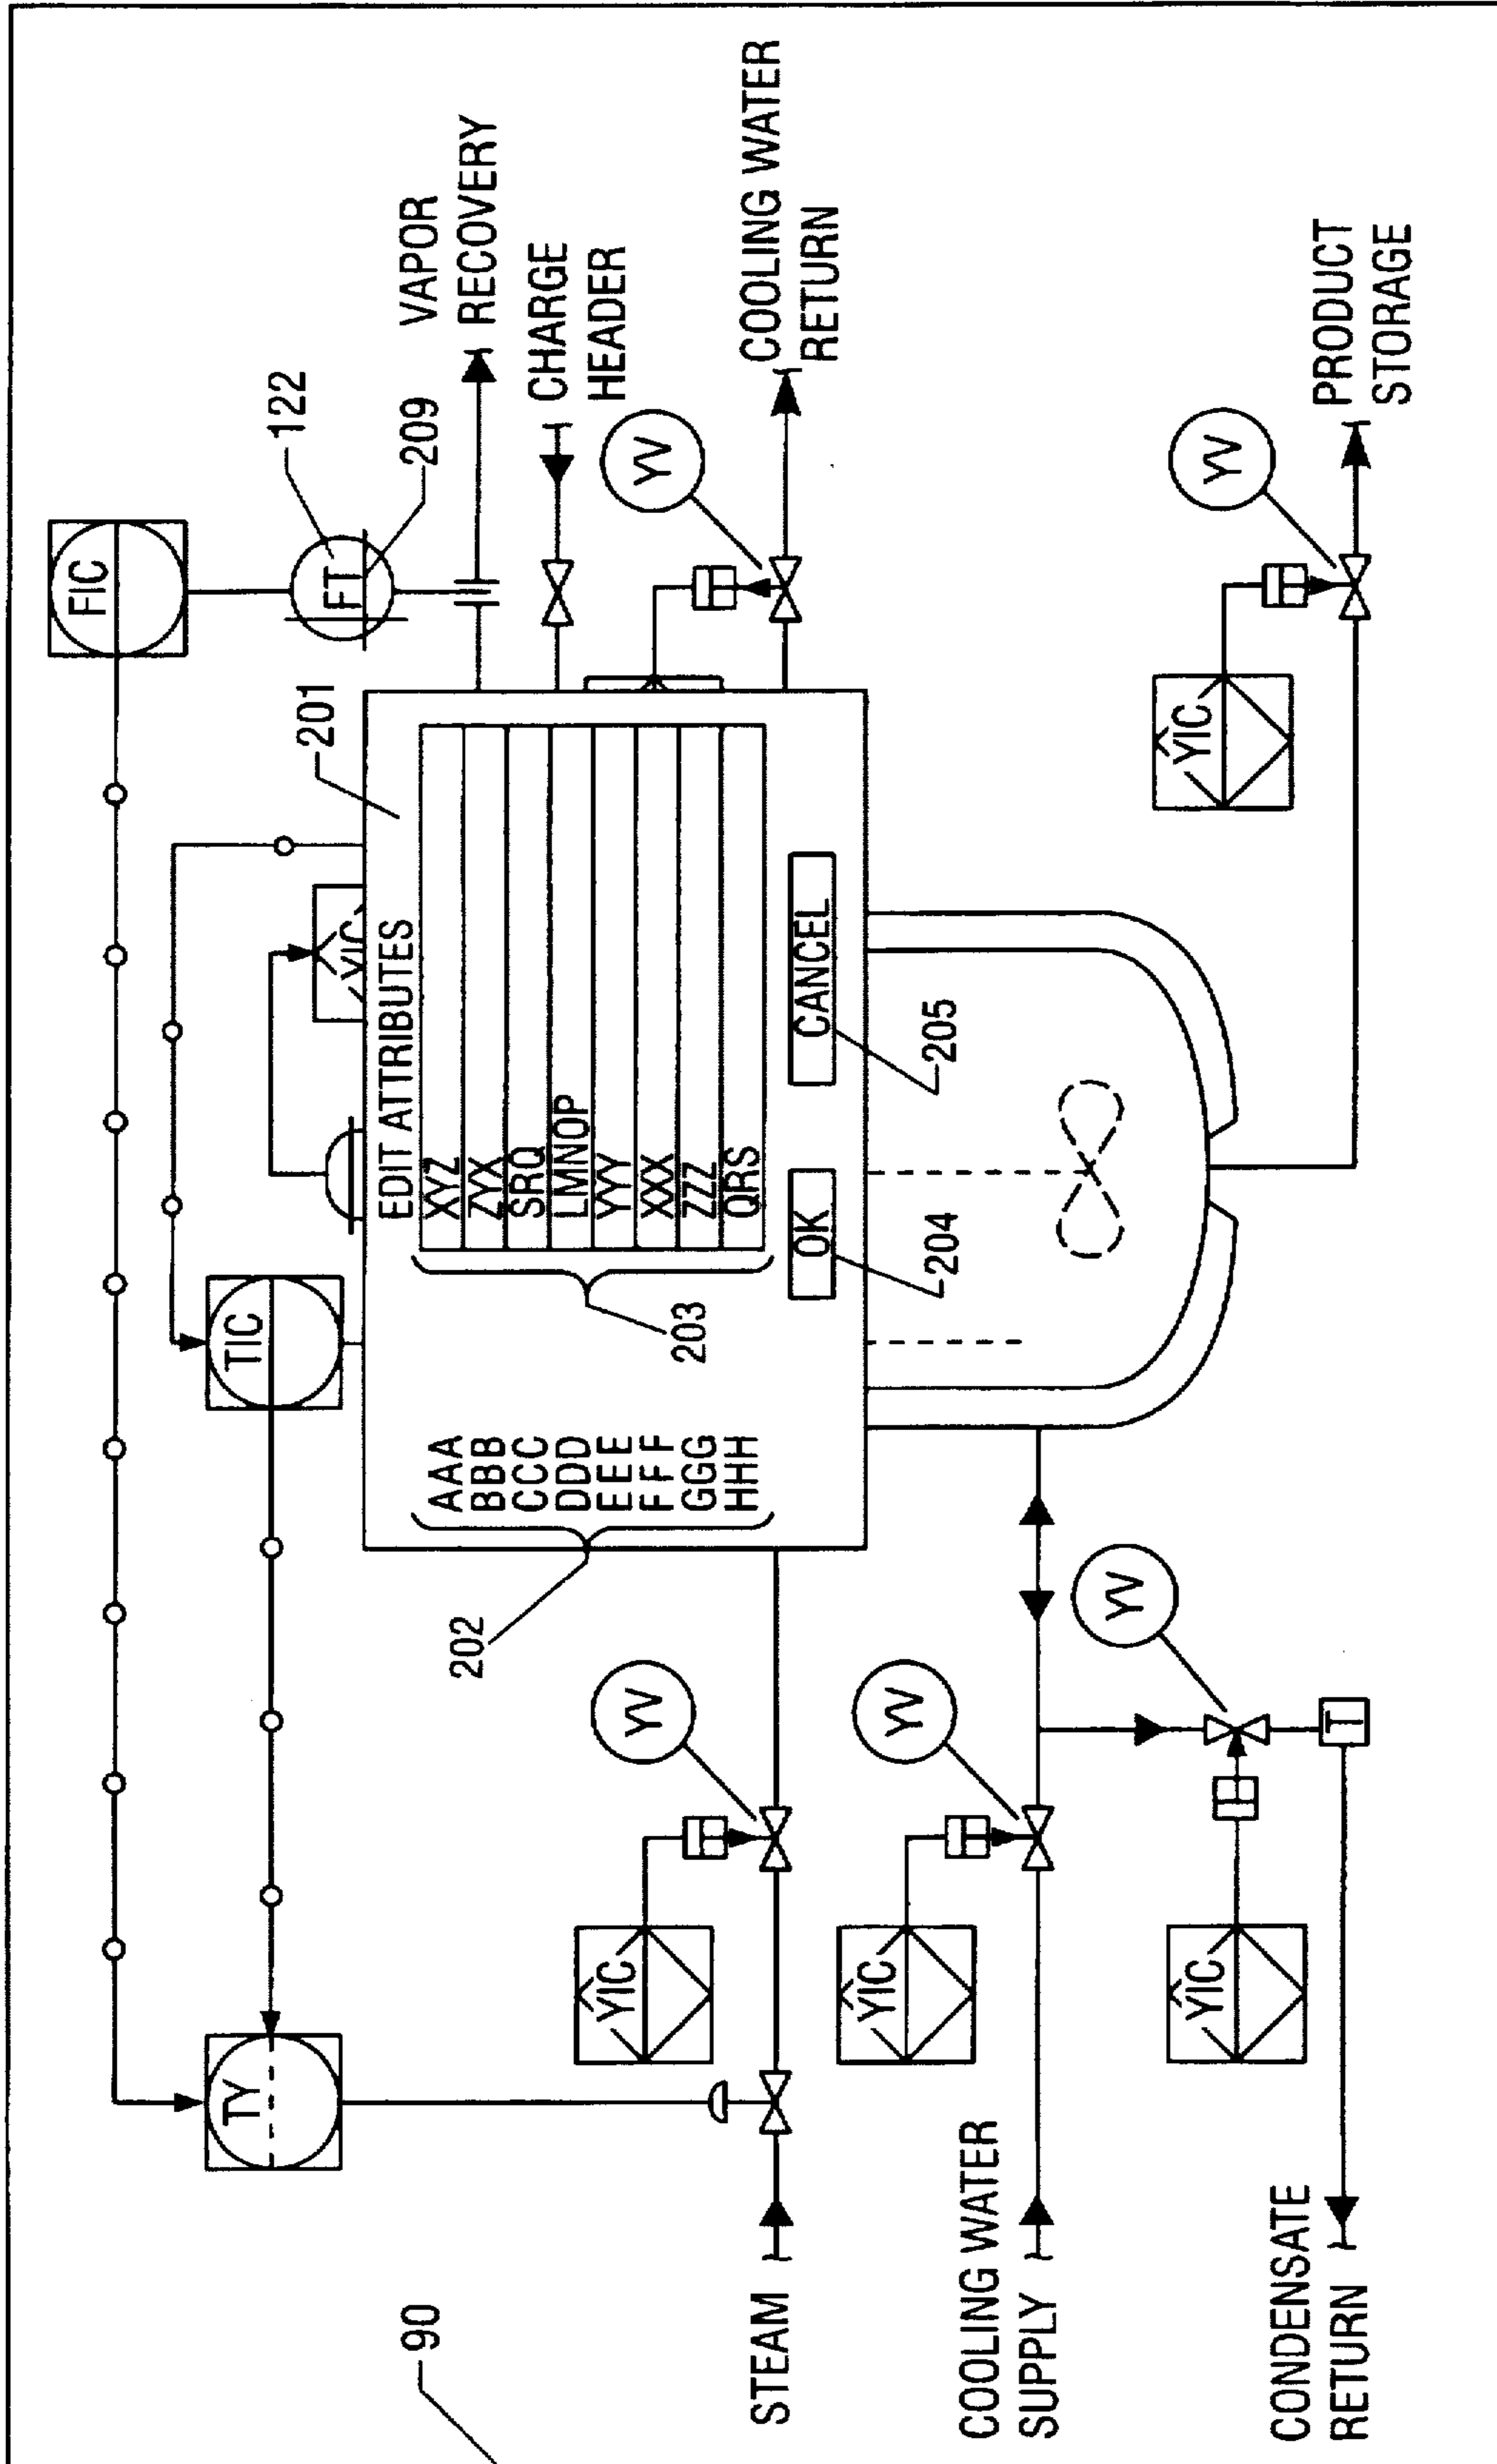 FIC
TY
TIC
122
201
FT
YIC
EDIT ATTRIBUTES
90
VAPOR
RECOVERY
209
AAA XYZ
BBB ZYX
CCC SRQ
DDD LMNOP
EEE YYY
FFF XXX
GGG ZZZ
HHH QRS
202
203
CHARGE
HEADER
YIC
YV
YV
STEAM
OK
CANCEL
COOLING WATER
RETURN
YIC
YV
204
205
COOLING WATER
SUPPLY
YV
YIC
YIC
YV
CONDENSATE
RETURN
T
PRODUCT
STORAGE